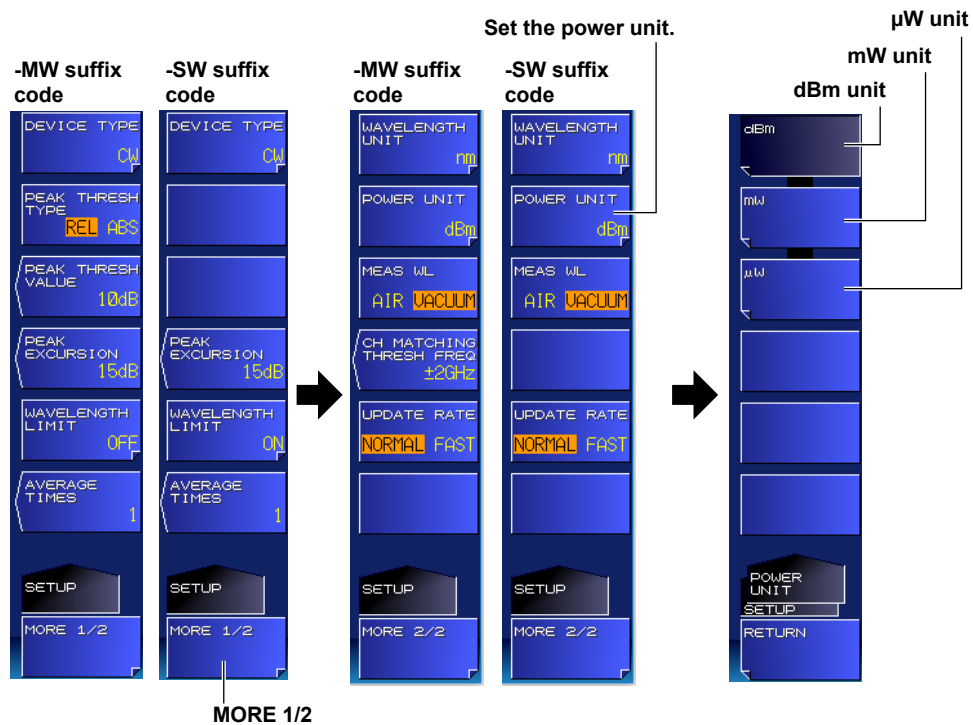 Set the power unit.
µW unit
mW unit
dBm unit
-MW suffix
code
-SW suffix
code
-MW suffix
code
-SW suffix
code
DEVICE TYPE
CW
PEAK THRESH
TYPE
REL ABS
PEAK THRESH
VALUE
10dB
PEAK
EXCURSION
15dB
WAVELENGTH
LIMIT
OFF
AVERAGE
TIMES
1
SETUP
MORE 1/2
DEVICE TYPE
CW
PEAK
EXCURSION
15dB
WAVELENGTH
LIMIT
ON
AVERAGE
TIMES
1
SETUP
MORE 1/2
MORE 1/2
WAVELENGTH
UNIT
nm
POWER UNIT
dBm
MEAS WL
AIR VACUUM
CH MATCHING
THRESH FREQ
±2GHz
UPDATE RATE
NORMAL FAST
SETUP
MORE 2/2
WAVELENGTH
UNIT
nm
POWER UNIT
dBm
MEAS WL
AIR VACUUM
UPDATE RATE
NORMAL FAST
SETUP
MORE 2/2
dBm
mW
µW
POWER
UNIT
SETUP
RETURN